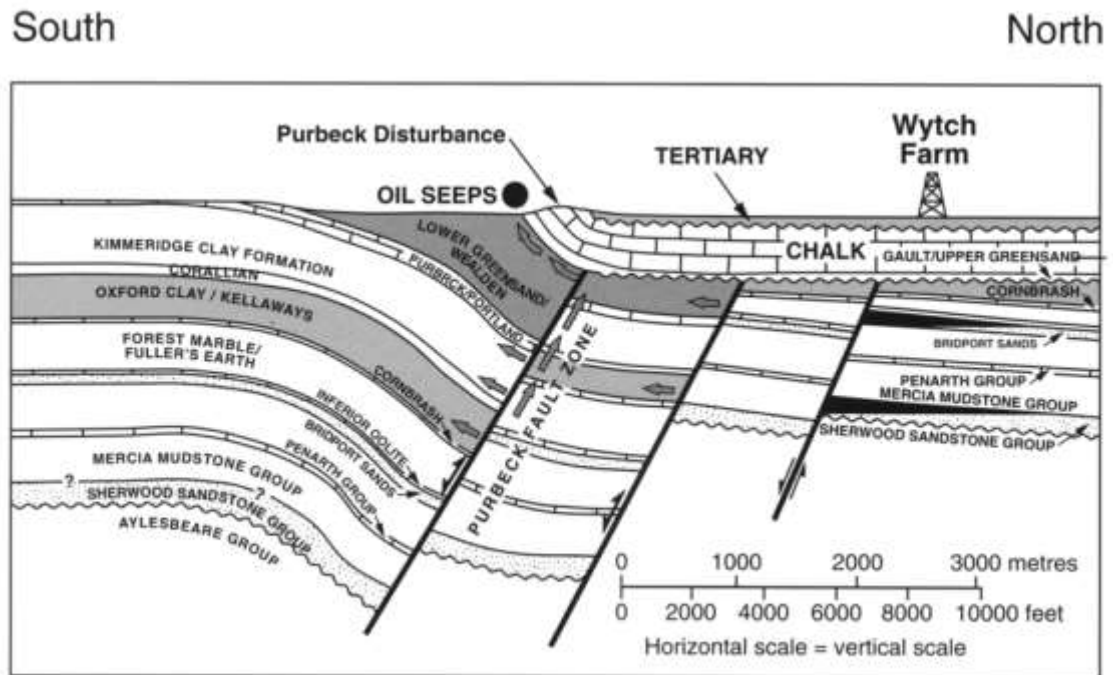 South
North
Purbeck Disturbance
Wytch
Farm
TERTIARY
OIL SEEPS
LOWER GREENSAND/
WEALDEN
CHALK
GAULT/UPPER GREENSAND
KIMMERIDGE CLAY FORMATION
PURBRCK/PORTLAND
CORALLIAN
CORNBRASH
OXFORD CLAY / KELLAWAYS
BRIDPORT SANDS
FOREST MARBLE/
FULLER'S EARTH
CORNBRASH
PURBECK FAULT ZONE
PENARTH GROUP
MERCIA MUDSTONE GROUP
INFERIOR OOLITE
BRIDPORT SANDS
PENARTH GROUP
SHERWOOD SANDSTONE GROUP
MERCIA MUDSTONE GROUP
? ?
SHERWOOD SANDSTONE GROUP
AYLESBEARE GROUP
0 1000 2000 3000 metres
0 2000 4000 6000 8000 10000 feet
Horizontal scale = vertical scale